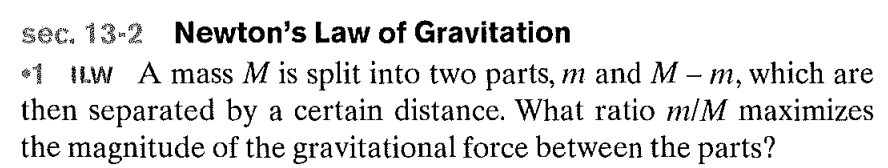 sec. 13-2 Newton's Law of Gravitation
•1 ILW A mass M is split into two parts, m and M – m, which are
then separated by a certain distance. What ratio m/M maximizes
the magnitude of the gravitational force between the parts?